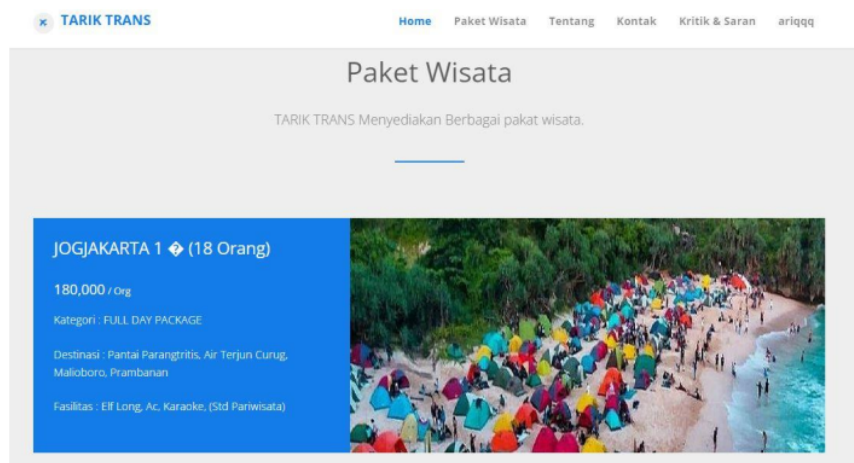 TARIK TRANS
Home Paket Wisata Tentang Kontak Kritik & Saran ariqqq
Paket Wisata
TARIK TRANS Menyediakan Berbagai pakat wisata.
JOGJAKARTA 1 � (18 Orang)
180,000 / Org
Kategori : FULL DAY PACKAGE
Destinasi : Pantai Parangtritis, Air Terjun Curug,
Malioboro, Prambanan
Fasilitas : Elf Long, Ac, Karaoke, (Std Pariwisata)